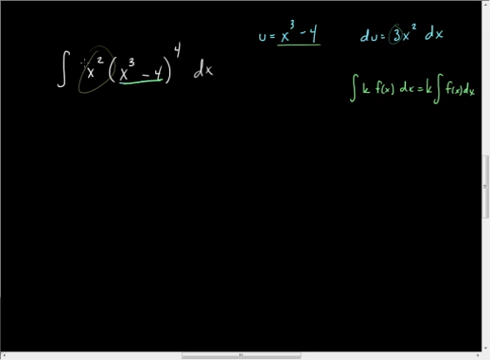 u = x³ - 4    du = 3x² dx
∫ x² (x³ - 4)⁴ dx
∫ k f(x) dx = k ∫ f(x) dx